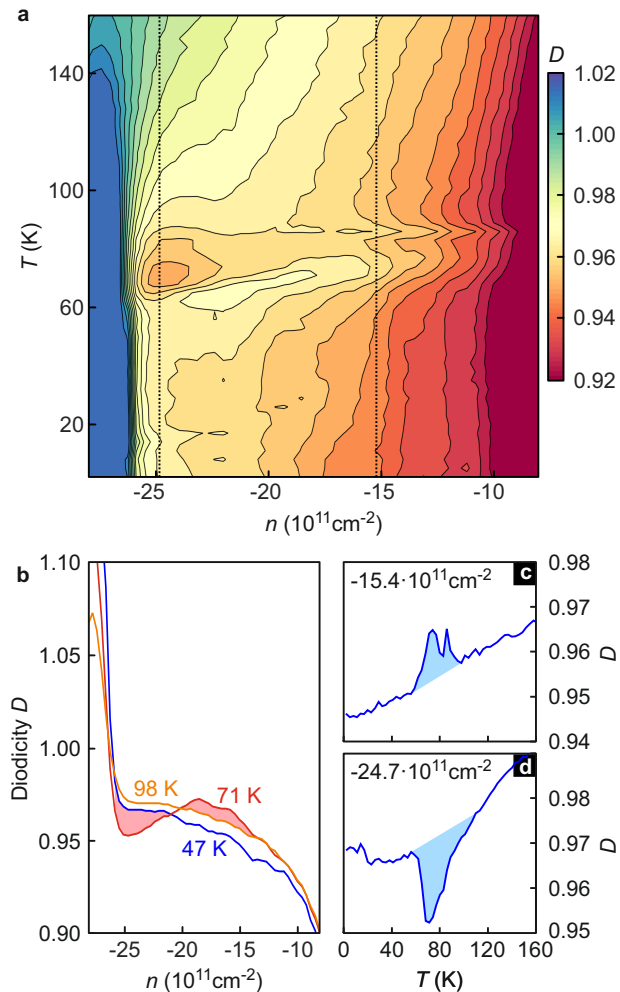 a
D
140
100
60
20
T (K)
1.02
1.00
0.98
0.96
0.94
0.92
-25 -20 -15 -10
n (10¹¹cm⁻²)
b
1.10
1.05
1.00
0.95
0.90
Diodicity D
98 K
71 K
47 K
-25 -20 -15 -10
n (10¹¹cm⁻²)
-15.4·10¹¹cm⁻²
c
0.98
0.97
0.96
0.95
0.94
D
-24.7·10¹¹cm⁻²
d
0.98
0.97
0.96
0.95
D
0 40 80 120 160
T (K)